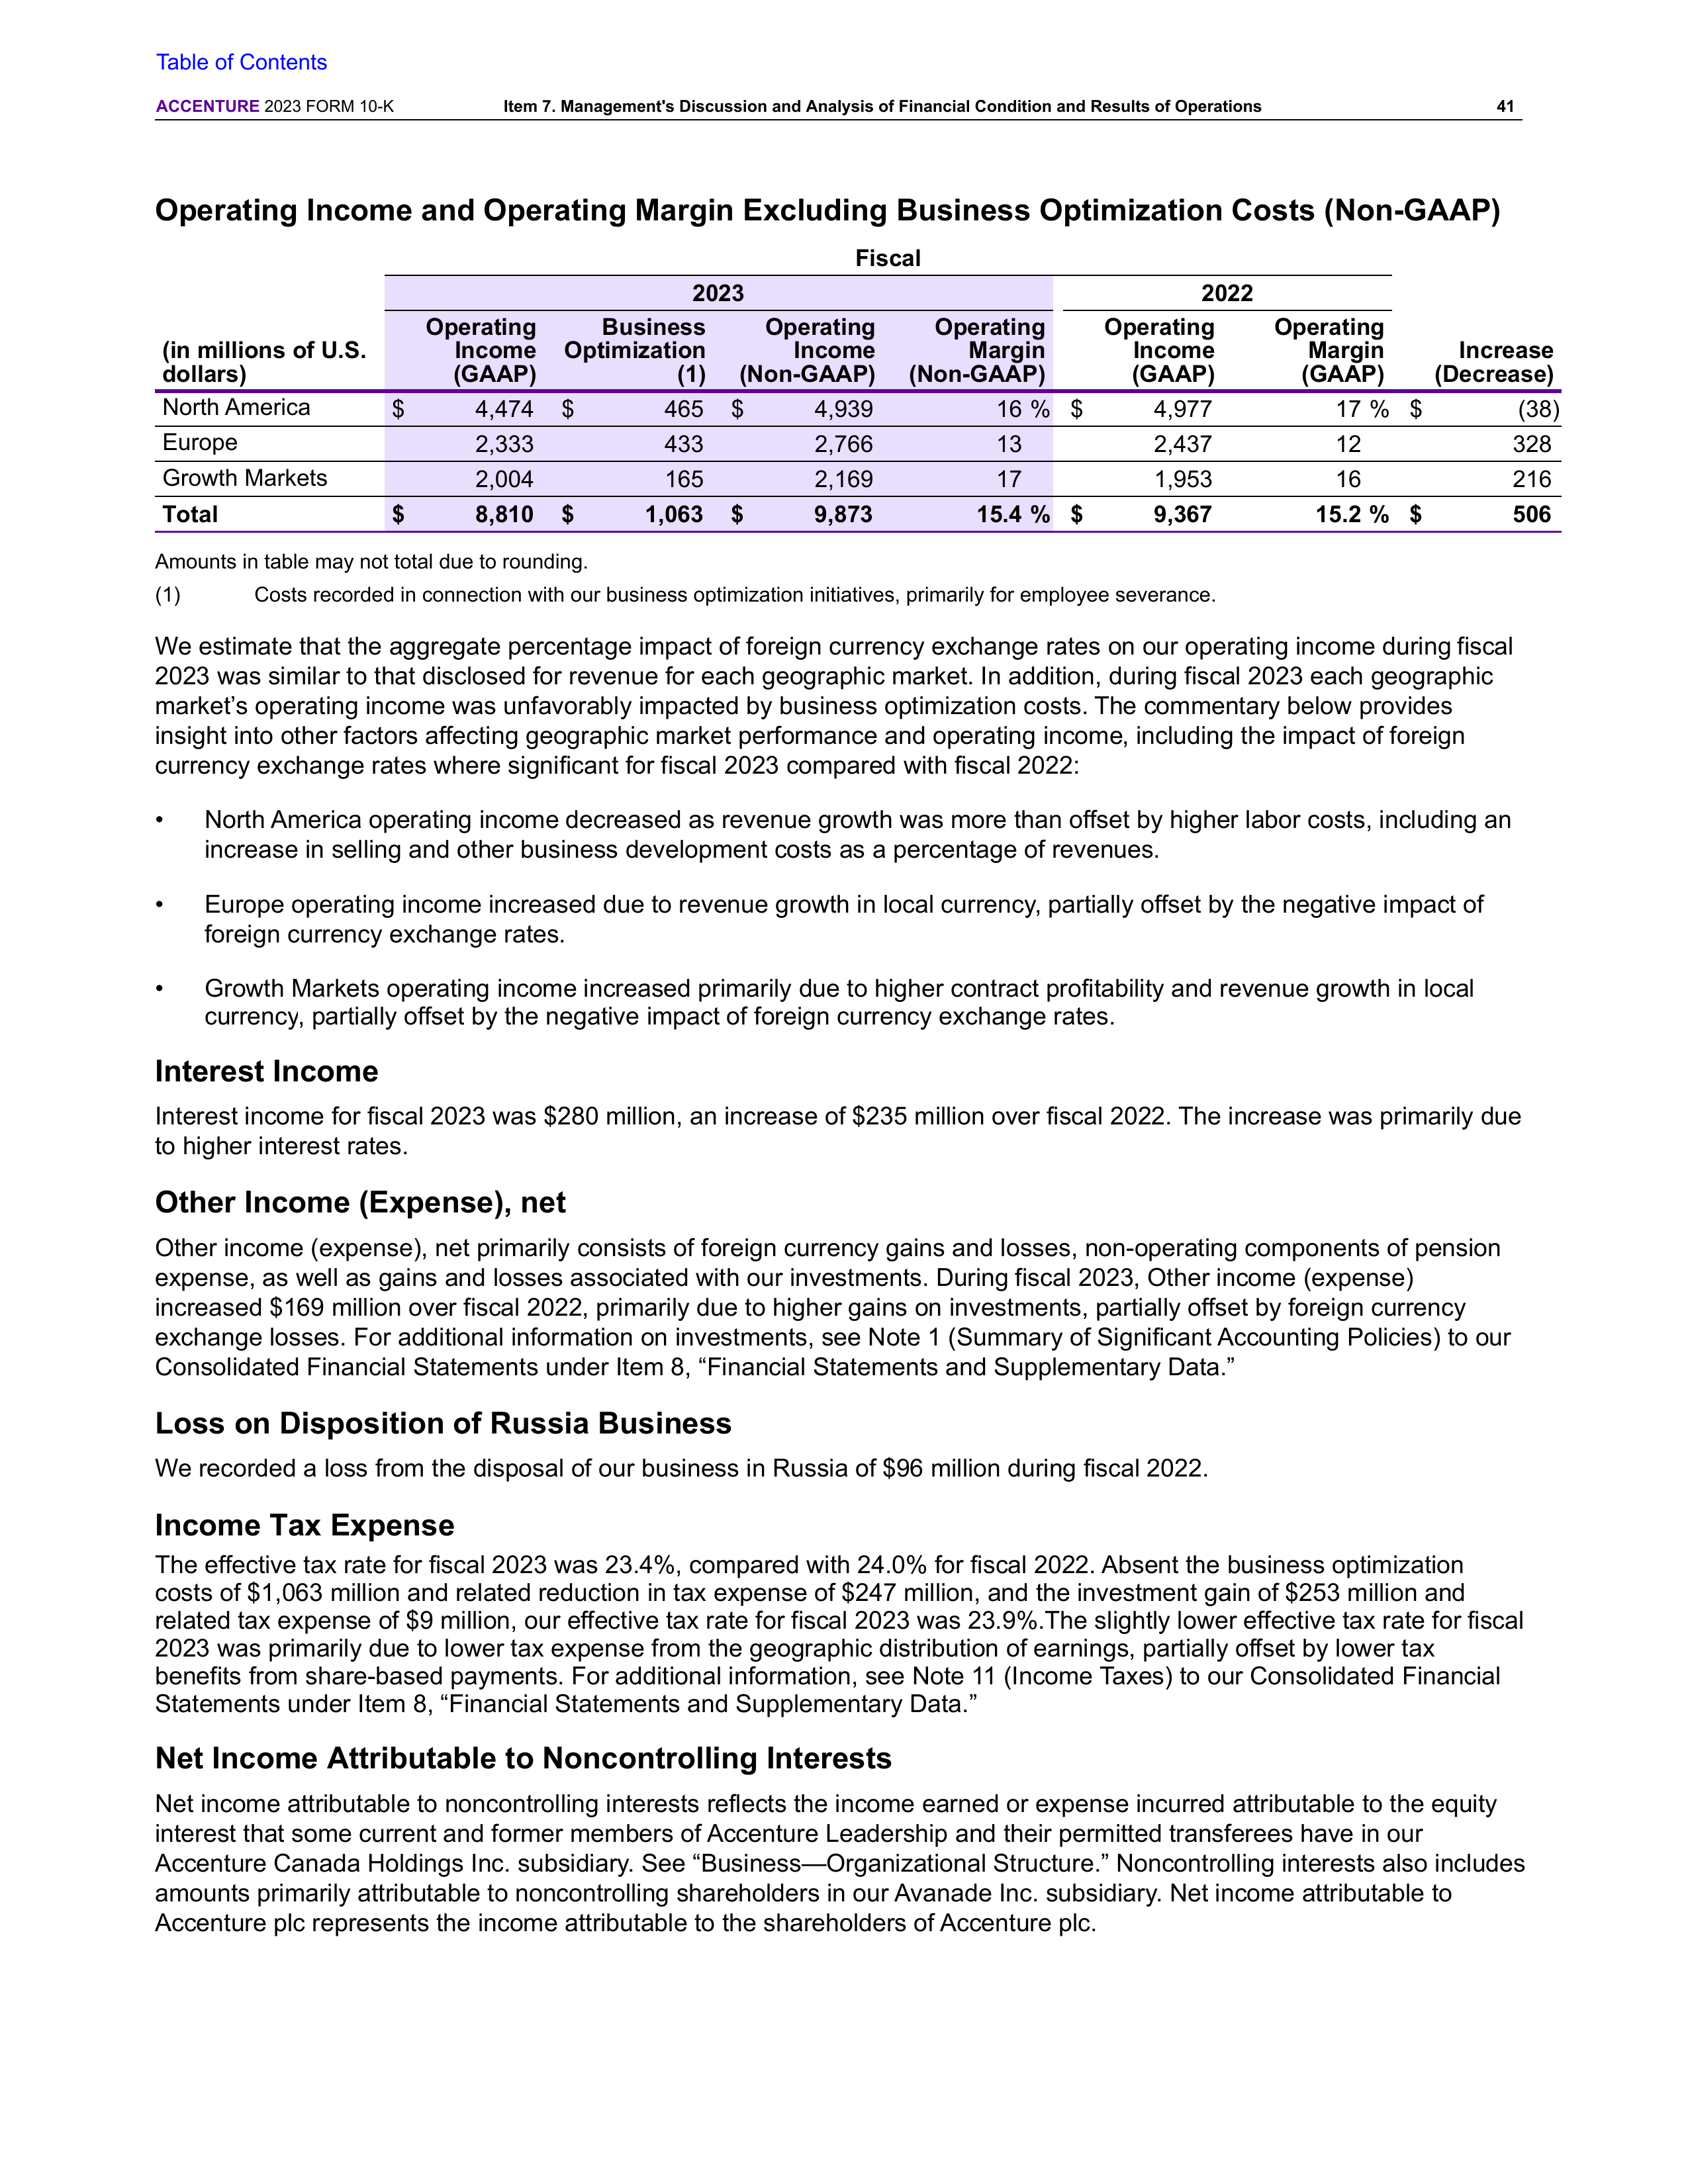 Table of Contents
ACCENTURE 2023 FORM 10-K Item 7. Management's Discussion and Analysis of Financial Condition and Results of Operations 41
Operating Income and Operating Margin Excluding Business Optimization Costs (Non-GAAP)
Fiscal
2023 2022
(in millions of U.S. dollars) Operating Income (GAAP) Business Optimization (1) Operating Income (Non-GAAP) Operating Margin (Non-GAAP) Operating Income (GAAP) Operating Margin (GAAP) Increase (Decrease)
North America $ 4,474 $ 465 $ 4,939 16 % $ 4,977 17 % $ (38)
Europe 2,333 433 2,766 13 2,437 12 328
Growth Markets 2,004 165 2,169 17 1,953 16 216
Total $ 8,810 $ 1,063 $ 9,873 15.4 % $ 9,367 15.2 % $ 506
Amounts in table may not total due to rounding.
(1) Costs recorded in connection with our business optimization initiatives, primarily for employee severance.
We estimate that the aggregate percentage impact of foreign currency exchange rates on our operating income during fiscal
2023 was similar to that disclosed for revenue for each geographic market. In addition, during fiscal 2023 each geographic
market’s operating income was unfavorably impacted by business optimization costs. The commentary below provides
insight into other factors affecting geographic market performance and operating income, including the impact of foreign
currency exchange rates where significant for fiscal 2023 compared with fiscal 2022:
• North America operating income decreased as revenue growth was more than offset by higher labor costs, including an
increase in selling and other business development costs as a percentage of revenues.
• Europe operating income increased due to revenue growth in local currency, partially offset by the negative impact of
foreign currency exchange rates.
• Growth Markets operating income increased primarily due to higher contract profitability and revenue growth in local
currency, partially offset by the negative impact of foreign currency exchange rates.
Interest Income
Interest income for fiscal 2023 was $280 million, an increase of $235 million over fiscal 2022. The increase was primarily due
to higher interest rates.
Other Income (Expense), net
Other income (expense), net primarily consists of foreign currency gains and losses, non-operating components of pension
expense, as well as gains and losses associated with our investments. During fiscal 2023, Other income (expense)
increased $169 million over fiscal 2022, primarily due to higher gains on investments, partially offset by foreign currency
exchange losses. For additional information on investments, see Note 1 (Summary of Significant Accounting Policies) to our
Consolidated Financial Statements under Item 8, “Financial Statements and Supplementary Data.”
Loss on Disposition of Russia Business
We recorded a loss from the disposal of our business in Russia of $96 million during fiscal 2022.
Income Tax Expense
The effective tax rate for fiscal 2023 was 23.4%, compared with 24.0% for fiscal 2022. Absent the business optimization
costs of $1,063 million and related reduction in tax expense of $247 million, and the investment gain of $253 million and
related tax expense of $9 million, our effective tax rate for fiscal 2023 was 23.9%.The slightly lower effective tax rate for fiscal
2023 was primarily due to lower tax expense from the geographic distribution of earnings, partially offset by lower tax
benefits from share-based payments. For additional information, see Note 11 (Income Taxes) to our Consolidated Financial
Statements under Item 8, “Financial Statements and Supplementary Data.”
Net Income Attributable to Noncontrolling Interests
Net income attributable to noncontrolling interests reflects the income earned or expense incurred attributable to the equity
interest that some current and former members of Accenture Leadership and their permitted transferees have in our
Accenture Canada Holdings Inc. subsidiary. See “Business—Organizational Structure.” Noncontrolling interests also includes
amounts primarily attributable to noncontrolling shareholders in our Avanade Inc. subsidiary. Net income attributable to
Accenture plc represents the income attributable to the shareholders of Accenture plc.